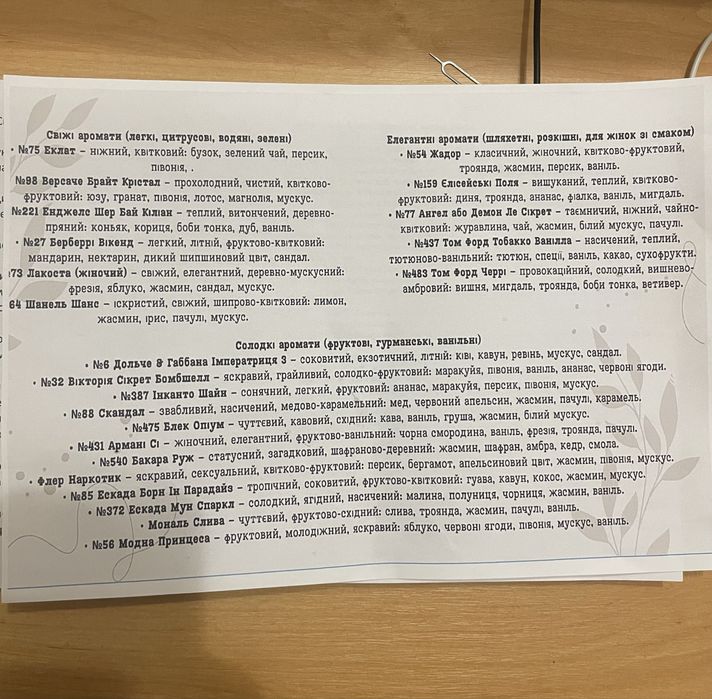 Свіжі аромати (легкі, цитрусові, водяні, зелені)
• №75 Еклат – ніжний, квітковий: бузок, зелений чай, персик,
півонія, .
№98 Версаче Брайт Крістал – прохолодний, чистий, квітково-
фруктовий: юзу, гранат, півонія, лотос, магнолія, мускус.
№221 Енджелс Шер Бай Кіліан – теплий, витончений, деревно-
пряний: коньяк, кориця, боби тонка, дуб, ваніль.
• №27 Берберрі Вікенд – легкий, літній, фруктово-квітковий:
мандарин, нектарин, дикий шипшиновий цвіт, сандал.
73 Лакоста (жіночий) – свіжий, елегантний, деревно-мускусний:
фрезія, яблуко, жасмин, сандал, мускус.
64 Шанель Шанс – іскристий, свіжий, шипрово-квітковий: лимон,
жасмин, ірис, пачулі, мускус.
Елегантні аромати (шляхетні, розкішні, для жінок зі смаком)
• №54 Жадор – класичний, жіночний, квітково-фруктовий,
троянда, жасмин, персик, ваніль.
• №159 Єлісейські Поля – вишуканий, теплий, квітково-
фруктовий: диня, троянда, ананас, фіалка, ваніль, мигдаль.
• №77 Ангел або Демон Ле Сікрет – таємничий, ніжний, чайно-
квітковий: журавлина, чай, жасмин, білий мускус, пачулі.
• №437 Том Форд Тобакко Ванілла – насичений, теплий,
тютюново-ванільний: тютюн, спеції, ваніль, какао, сухофрукти.
• №483 Том Форд Черрі – провокаційний, солодкий, вишнево-
амбровий: вишня, мигдаль, троянда, боби тонка, ветивер.
Солодкі аромати (фруктові, гурманські, ванільні)
• №6 Дольче & Габбана Імператриця 3 – соковитий, екзотичний, літній: ківі, кавун, ревінь, мускус, сандал.
• №32 Вікторія Сікрет Бомбшелл – яскравий, грайливий, солодко-фруктовий: маракуйя, півонія, ваніль, ананас, червоні ягоди.
• №387 Інканто Шайн – сонячний, легкий, фруктовий: ананас, маракуйя, персик, півонія, мускус.
• №88 Скандал – звабливий, насичений, медово-карамельний: мед, червоний апельсин, жасмин, пачулі, карамель.
• №475 Блек Опіум – чуттєвий, кавовий, східний: кава, ваніль, груша, жасмин, білий мускус.
• №431 Армані Сі – жіночний, елегантний, фруктово-ванільний: чорна смородина, ваніль, фрезія, троянда, пачулі.
• №540 Бакара Руж – статусний, загадковий, шафраново-деревний: жасмин, шафран, амбра, кедр, смола.
• Флер Наркотик – яскравий, сексуальний, квітково-фруктовий: персик, бергамот, апельсиновий цвіт, жасмин, півонія, мускус.
• №85 Ескада Борн Ін Парадайз – тропічний, соковитий, фруктово-квітковий: гуава, кавун, кокос, жасмин, мускус.
• №372 Ескада Мун Спаркл – солодкий, ягідний, насичений: малина, полуниця, чорниця, жасмин, ваніль.
• Мональ Слива – чуттєвий, фруктово-східний: слива, троянда, жасмин, пачулі, ваніль.
• №56 Модна Принцеса – фруктовий, молодіжний, яскравий: яблуко, червоні ягоди, півонія, мускус, ваніль.